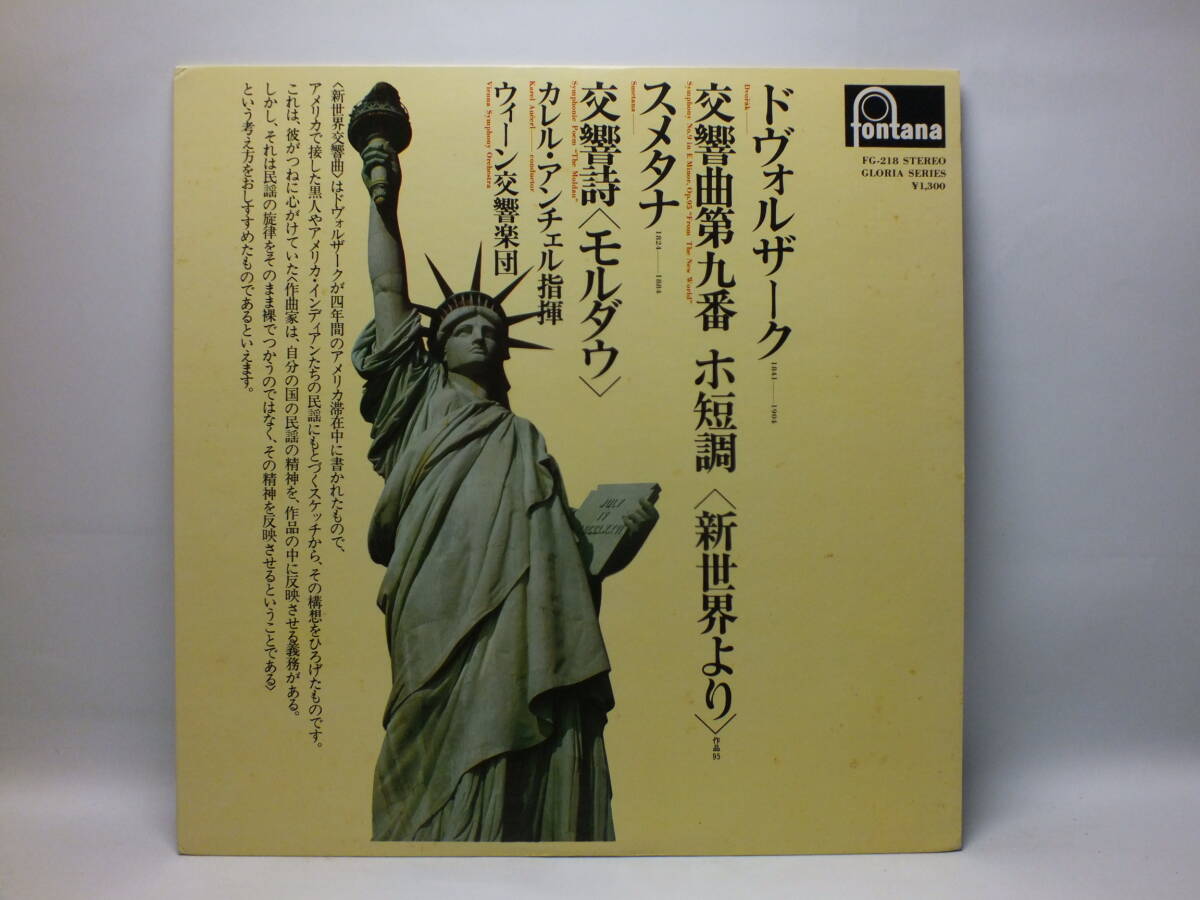 fontana
FG-218 STEREO
GLORIA SERIES
¥1,300
ドヴォルザーク
Dvořák
1841——1904
交響曲第九番 ホ短調〈新世界より〉作品95
Symphony No.9 in E Minor, Op.95 "From The New World"
スメタナ
Smetana
1824——1884
交響詩〈モルダウ〉
Symphonic Poem "The Moldau"
カレル・アンチェル指揮
Karel Ančerl——conductor
ウィーン交響楽団
Vienna Symphony Orchestra
〈新世界交響曲〉はドヴォルザークが四年間のアメリカ滞在中に書かれたもので、
アメリカで接した黒人やアメリカ・インディアンたちの民謡にもとづくスケッチから、その構想をひろげたものです。
これは、彼がつねに心がけていた〈作曲家は、自分の国の民謡の精神を、作品の中に反映させる義務がある。
しかし、それは民謡の旋律をそのまま裸でつかうのではなく、その精神を反映させるということである〉
という考え方をおしすすめたものであるといえます。
JULY
IV